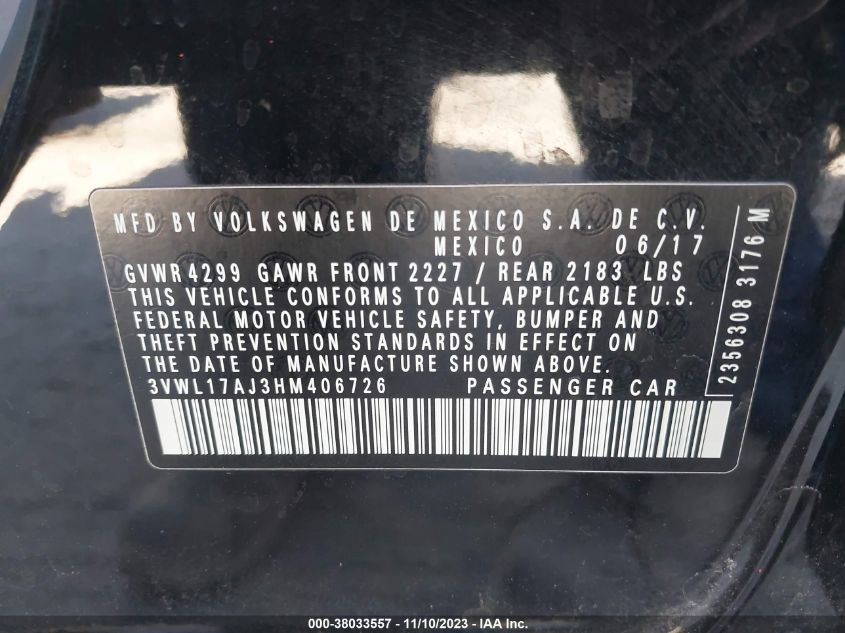 MFD BY VOLKSWAGEN DE MEXICO S.A. DE C.V.
MEXICO 06/17
GVWR 4299 GAWR FRONT 2227 / REAR 2183 LBS
THIS VEHICLE CONFORMS TO ALL APPLICABLE U.S.
FEDERAL MOTOR VEHICLE SAFETY, BUMPER AND
THEFT PREVENTION STANDARDS IN EFFECT ON
THE DATE OF MANUFACTURE SHOWN ABOVE.
3VWL17AJ3HM406726 PASSENGER CAR
2356308 3176 M
000-38033557 - 11/10/2023 - IAA Inc.